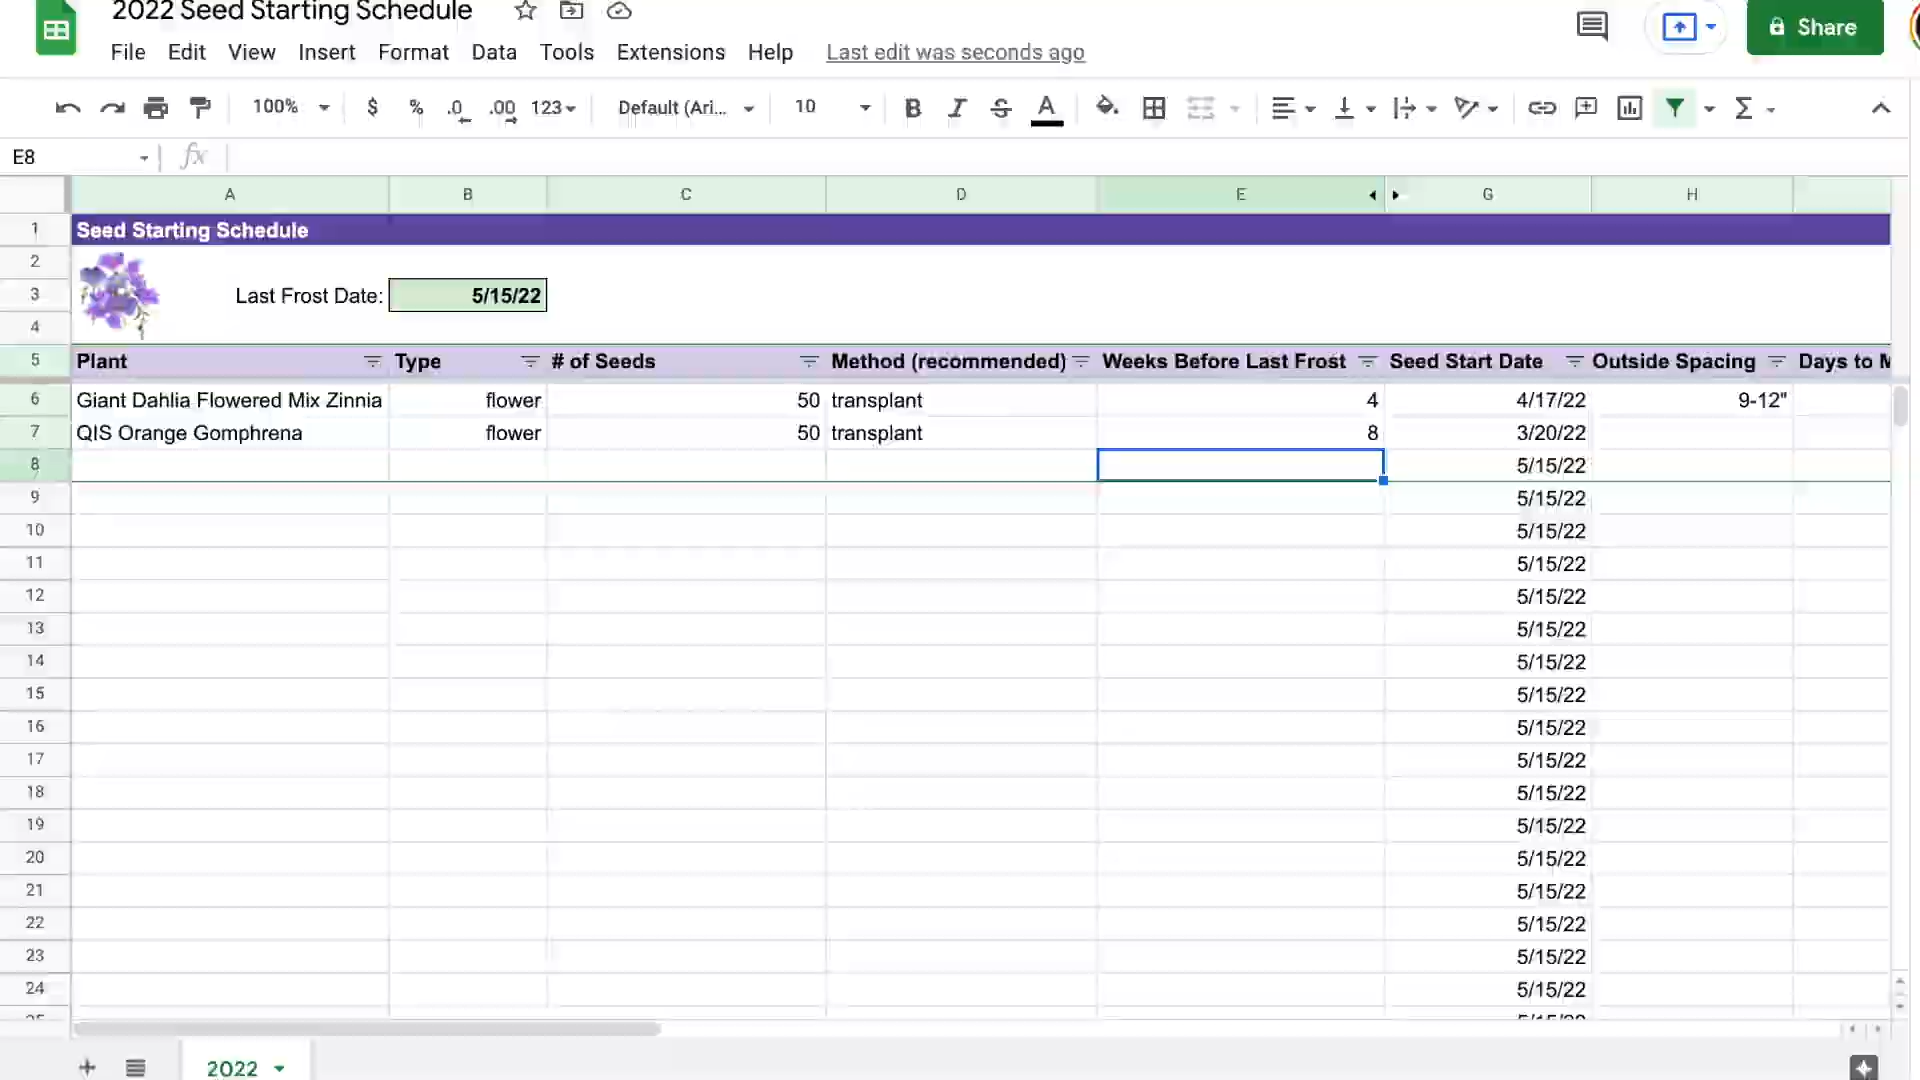 2022 Seed Starting Schedule
File Edit View Insert Format Data Tools Extensions Help Last edit was seconds ago
Share
100% $ % .0 .00 123 Default (Ari... 10 B I S A Σ
E8 fx
A B C D E G H
1 Seed Starting Schedule
2
3 Last Frost Date: 5/15/22
4
5 Plant Type # of Seeds Method (recommended) Weeks Before Last Frost Seed Start Date Outside Spacing Days to M
6 Giant Dahlia Flowered Mix Zinnia flower 50 transplant 4 4/17/22 9-12"
7 QIS Orange Gomphrena flower 50 transplant 8 3/20/22
8 5/15/22
9 5/15/22
10 5/15/22
11 5/15/22
12 5/15/22
13 5/15/22
14 5/15/22
15 5/15/22
16 5/15/22
17 5/15/22
18 5/15/22
19 5/15/22
20 5/15/22
21 5/15/22
22 5/15/22
23 5/15/22
24 5/15/22
2022